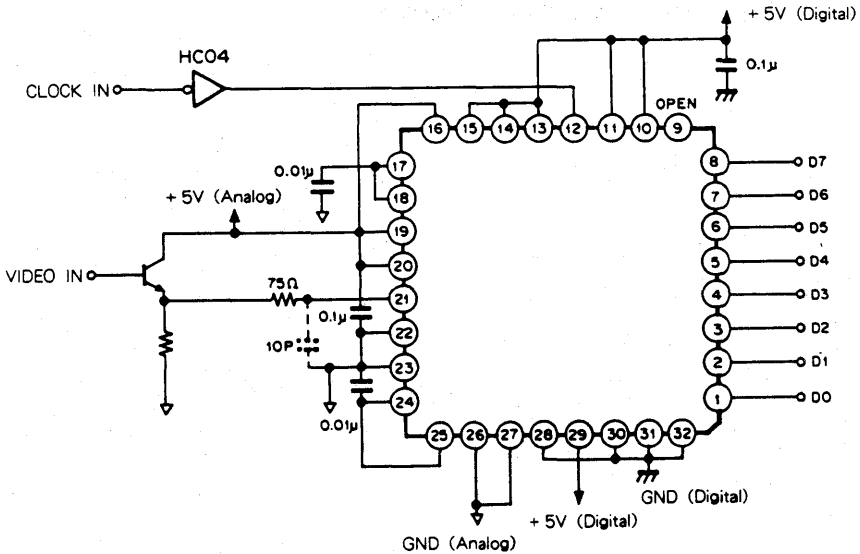 + 5V (Digital)
HC04
0.1μ
CLOCK IN
OPEN
16 15 14 13 12 11 10 9
17
8 D7
0.01μ
+ 5V (Analog)
18
7 D6
19
6 D5
VIDEO IN
20
5 D4
75Ω
21
4 D3
0.1μ
22
3 D2
10P
23
2 D1
0.01μ
24
1 D0
25 26 27 28 29 30 31 32
GND (Digital)
+ 5V (Digital)
GND (Analog)